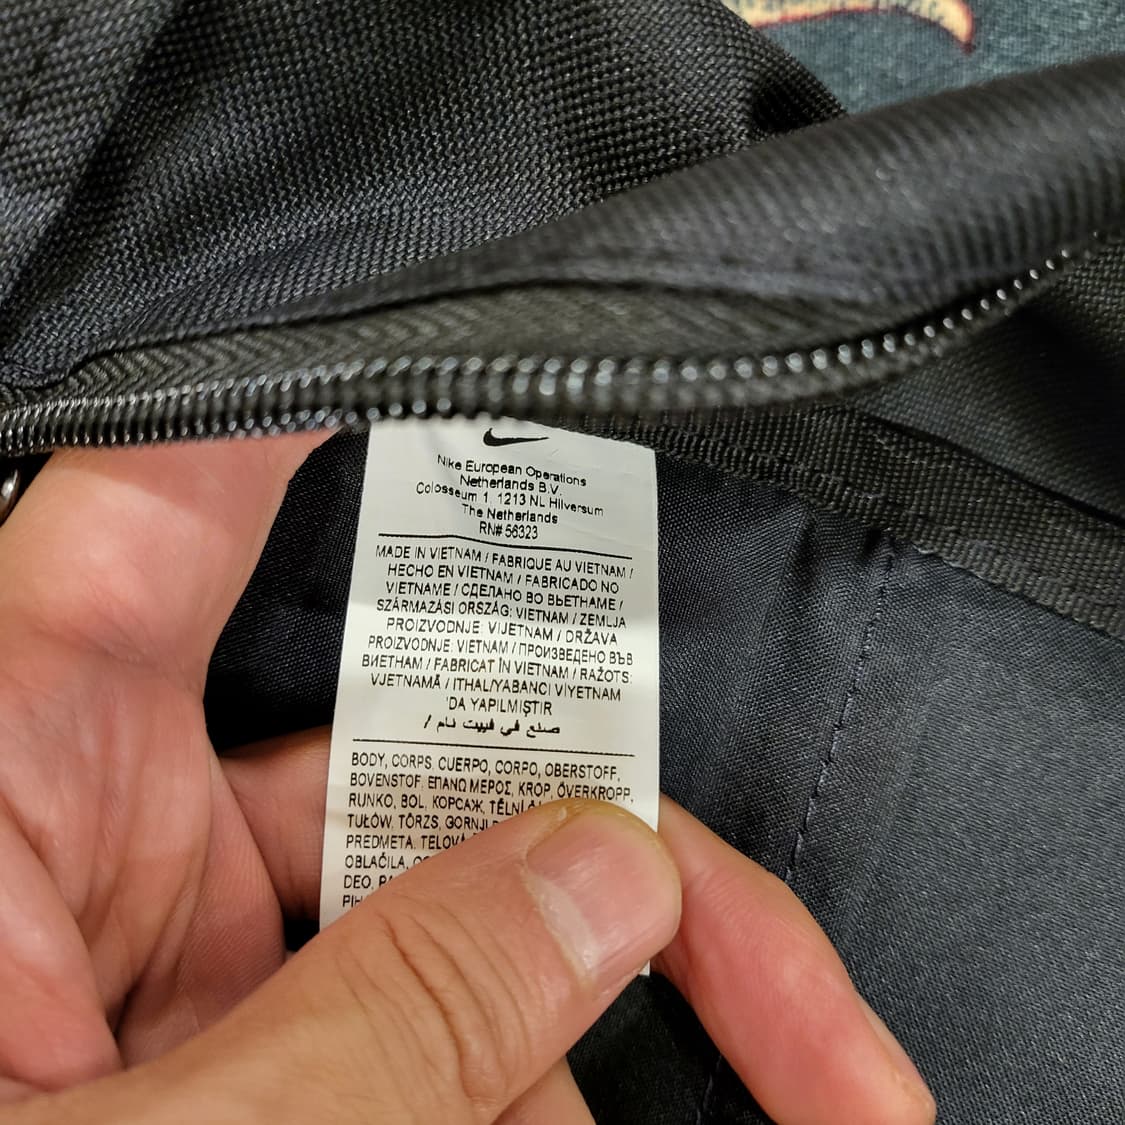 Nike European Operations
Netherlands B.V.
Colosseum 1, 1213 NL Hilversum
The Netherlands
RN# 56323
MADE IN VIETNAM / FABRIQUE AU VIETNAM /
HECHO EN VIETNAM / FABRICADO NO
VIETNAME / СДЕЛАНО ВО ВЬЕТНАМЕ /
SZÁRMAZÁSI ORSZÁG: VIETNAM / ZEMLJA
PROIZVODNJE: VIJETNAM / DRŽAVA
PROIZVODNJE: VIETNAM / ПРОИЗВЕДЕНО ВЪВ
ВИЕТНАМ / FABRICAT ÎN VIETNAM / RAŽOTS:
VJETNAMĀ / ITHAL/YABANCI VİYETNAM
'DA YAPILMIŞTIR
صنع في فييت نام /
BODY, CORPS, CUERPO, CORPO, OBERSTOFF,
BOVENSTOF, ΕΠΑΝΩ ΜΕΡΟΣ, KROP, ÖVERKROPP,
RUNKO, BOL, КОРСАЖ, TĚLNÍ
TUŁÓW, TÖRZS, GORNJI
PREDMETA, TELOVÁ
OBLAČILA,
DEO,